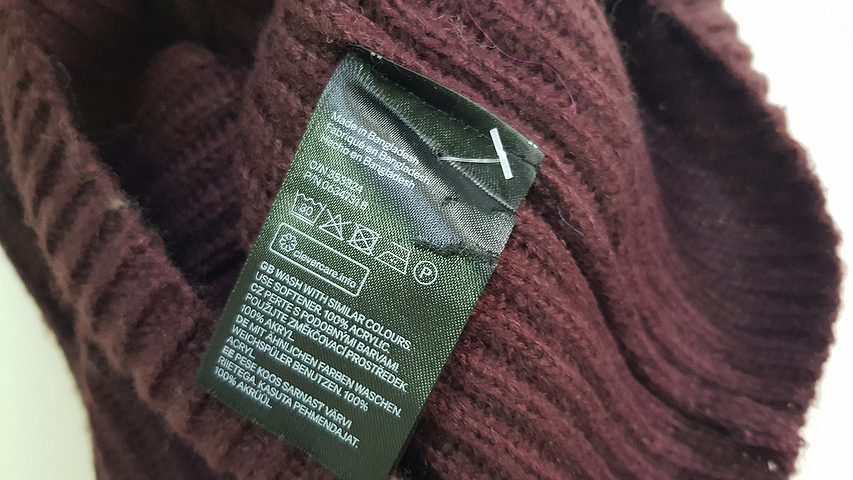 Made in Bangladesh
Fabriqué en Bangladesh
Hecho en Bangladesh
30
P
clevercare.info
GB WASH WITH SIMILAR COLOURS.
USE SOFTENER. 100% ACRYLIC.
CZ PERTE S PODOBNÝMI BARVAMI.
POUŽIJTE ZMĚKČOVACÍ PROSTŘEDEK.
100% AKRYL.
DE MIT ÄHNLICHEN FARBEN WASCHEN.
WEICHSPÜLER BENUTZEN. 100%
ACRYL.
EE PESE KOOS SARNAST VÄRVI
RIIETEGA. KASUTA PEHMENDAJAT.
100% AKRÜÜL.